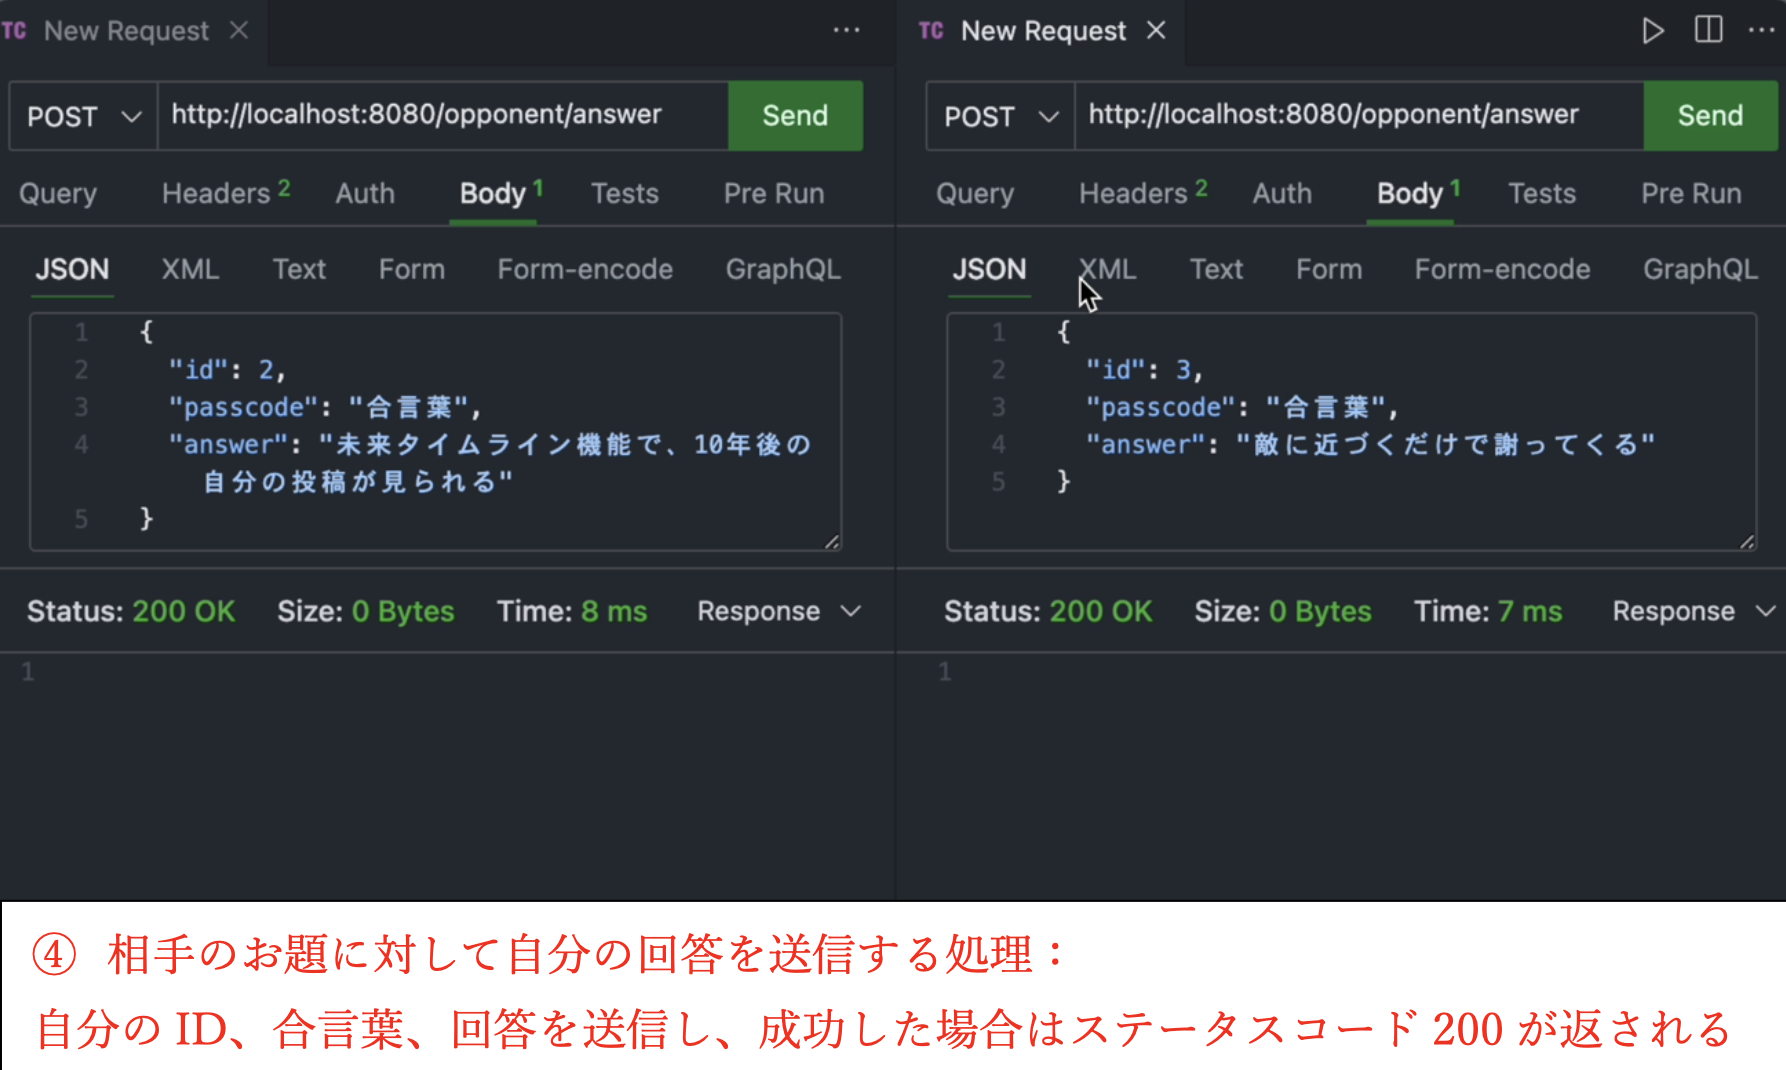 TC New Request
POST http://localhost:8080/opponent/answer Send
Query Headers 2 Auth Body 1 Tests Pre Run
JSON XML Text Form Form-encode GraphQL
1 {
2 "id": 2,
3 "passcode": "合言葉",
4 "answer": "未来タイムライン機能で、10年後の
自分の投稿が見られる"
5 }
Status: 200 OK Size: 0 Bytes Time: 8 ms Response
1
TC New Request
POST http://localhost:8080/opponent/answer Send
Query Headers 2 Auth Body 1 Tests Pre Run
JSON XML Text Form Form-encode GraphQL
1 {
2 "id": 3,
3 "passcode": "合言葉",
4 "answer": "敵に近づくだけで謝ってくる"
5 }
Status: 200 OK Size: 0 Bytes Time: 7 ms Response
1
④ 相手のお題に対して自分の回答を送信する処理：
自分の ID、合言葉、回答を送信し、成功した場合はステータスコード 200 が返される